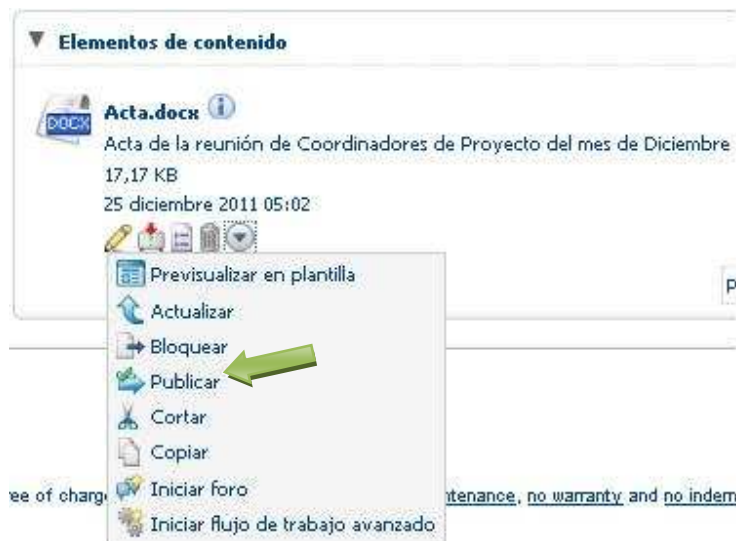 Elementos de contenido
DOCX
Acta.docx
Acta de la reunión de Coordinadores de Proyecto del mes de Diciembre
17,17 KB
25 diciembre 2011 05:02
Previsualizar en plantilla
P
Actualizar
Bloquear
Publicar
Cortar
Copiar
Iniciar foro
ee of charg tenance, no warranty and no indem
Iniciar flujo de trabajo avanzado